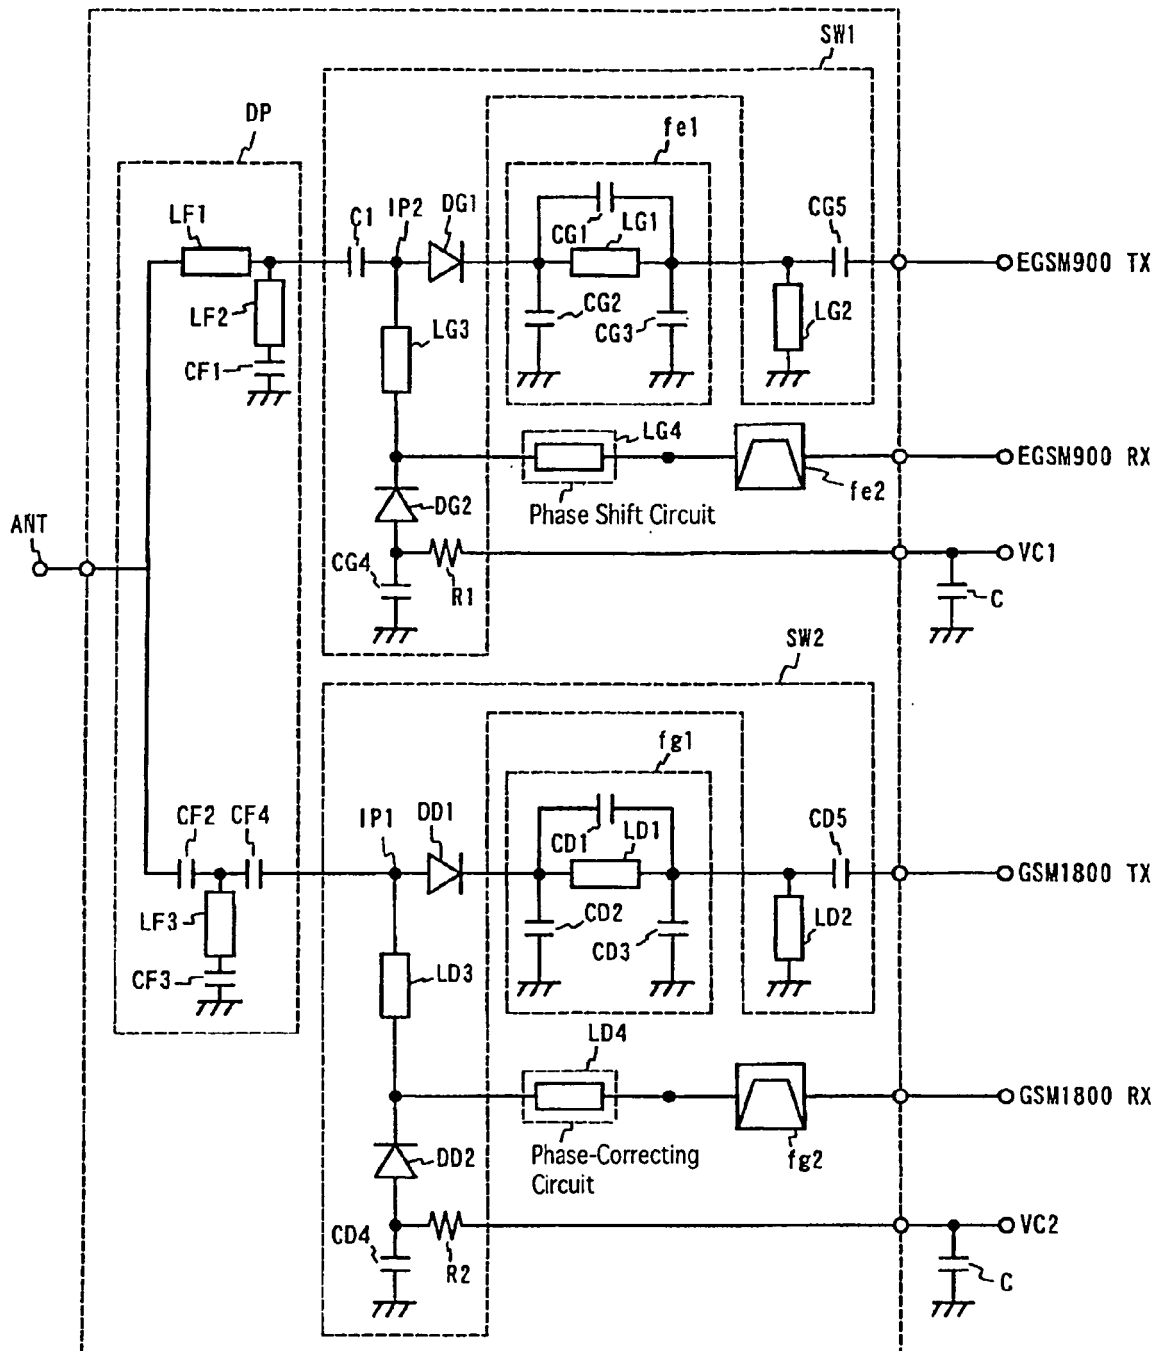 SW1
DP
fe1
LF1
C1
IP2
DG1
CG1
LG1
CG5
EGSM900 TX
LF2
LG3
CG2
CG3
LG2
CF1
LG4
EGSM900 RX
fe2
DG2
Phase Shift Circuit
ANT
VC1
CG4
R1
C
SW2
fg1
CF2
CF4
IP1
DD1
CD1
LD1
CD5
GSM1800 TX
LF3
CD2
LD2
CD3
CF3
LD3
LD4
GSM1800 RX
DD2
Phase-Correcting
Circuit
fg2
VC2
CD4
R2
C